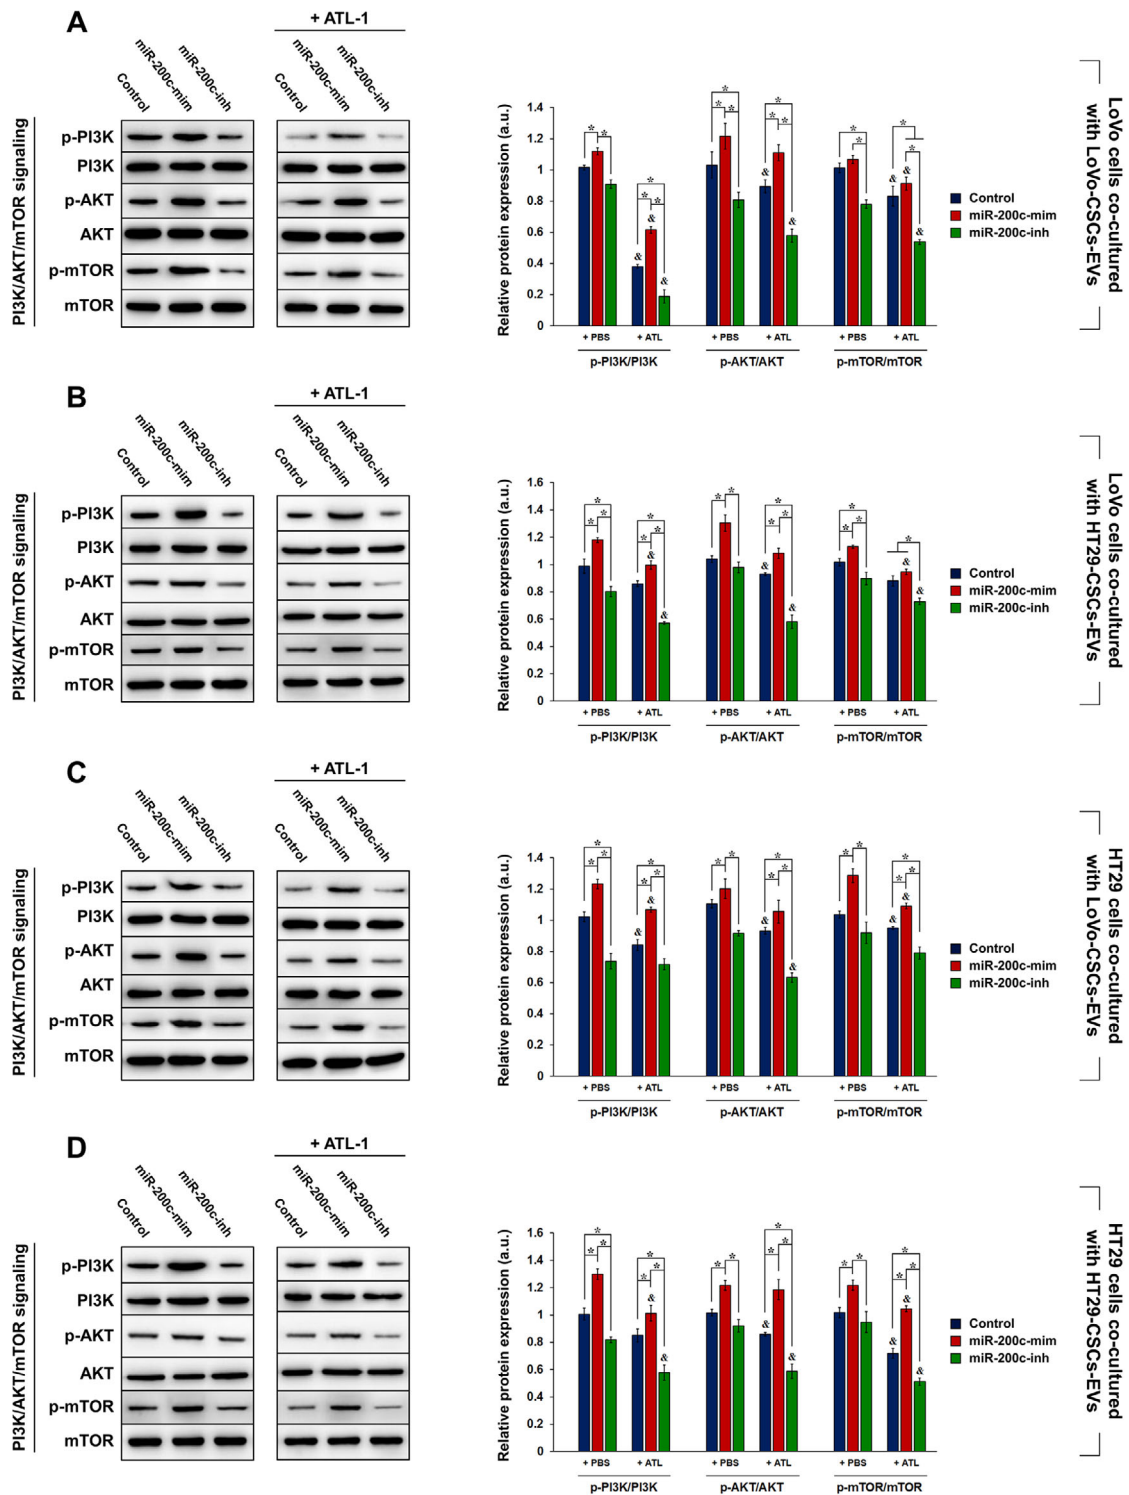 A
+ ATL-1
Control
miR-200c-mim
miR-200c-inh
Control
miR-200c-mim
miR-200c-inh
PI3K/AKT/mTOR signaling
p-PI3K
PI3K
p-AKT
AKT
p-mTOR
mTOR
Relative protein expression (a.u.)
1.4
1.2
1
0.8
0.6
0.4
0.2
0
* * * * * * * * * * * * * * *
& & & & & & & &
+ PBS + ATL + PBS + ATL + PBS + ATL
p-PI3K/PI3K p-AKT/AKT p-mTOR/mTOR
Control
miR-200c-mim
miR-200c-inh
LoVo cells co-cultured
with LoVo-CSCs-EVs
B
+ ATL-1
Control
miR-200c-mim
miR-200c-inh
Control
miR-200c-mim
miR-200c-inh
PI3K/AKT/mTOR signaling
p-PI3K
PI3K
p-AKT
AKT
p-mTOR
mTOR
Relative protein expression (a.u.)
1.6
1.4
1.2
1
0.8
0.6
0.4
0.2
0
+ PBS + ATL + PBS + ATL + PBS + ATL
p-PI3K/PI3K p-AKT/AKT p-mTOR/mTOR
Control
miR-200c-mim
miR-200c-inh
LoVo cells co-cultured
with HT29-CSCs-EVs
C
+ ATL-1
Control
miR-200c-mim
miR-200c-inh
Control
miR-200c-mim
miR-200c-inh
PI3K/AKT/mTOR signaling
p-PI3K
PI3K
p-AKT
AKT
p-mTOR
mTOR
Relative protein expression (a.u.)
1.4
1.2
1
0.8
0.6
0.4
0.2
0
+ PBS + ATL + PBS + ATL + PBS + ATL
p-PI3K/PI3K p-AKT/AKT p-mTOR/mTOR
Control
miR-200c-mim
miR-200c-inh
HT29 cells co-cultured
with LoVo-CSCs-EVs
D
+ ATL-1
Control
miR-200c-mim
miR-200c-inh
Control
miR-200c-mim
miR-200c-inh
PI3K/AKT/mTOR signaling
p-PI3K
PI3K
p-AKT
AKT
p-mTOR
mTOR
Relative protein expression (a.u.)
1.6
1.4
1.2
1
0.8
0.6
0.4
0.2
0
+ PBS + ATL + PBS + ATL + PBS + ATL
p-PI3K/PI3K p-AKT/AKT p-mTOR/mTOR
Control
miR-200c-mim
miR-200c-inh
HT29 cells co-cultured
with HT29-CSCs-EVs